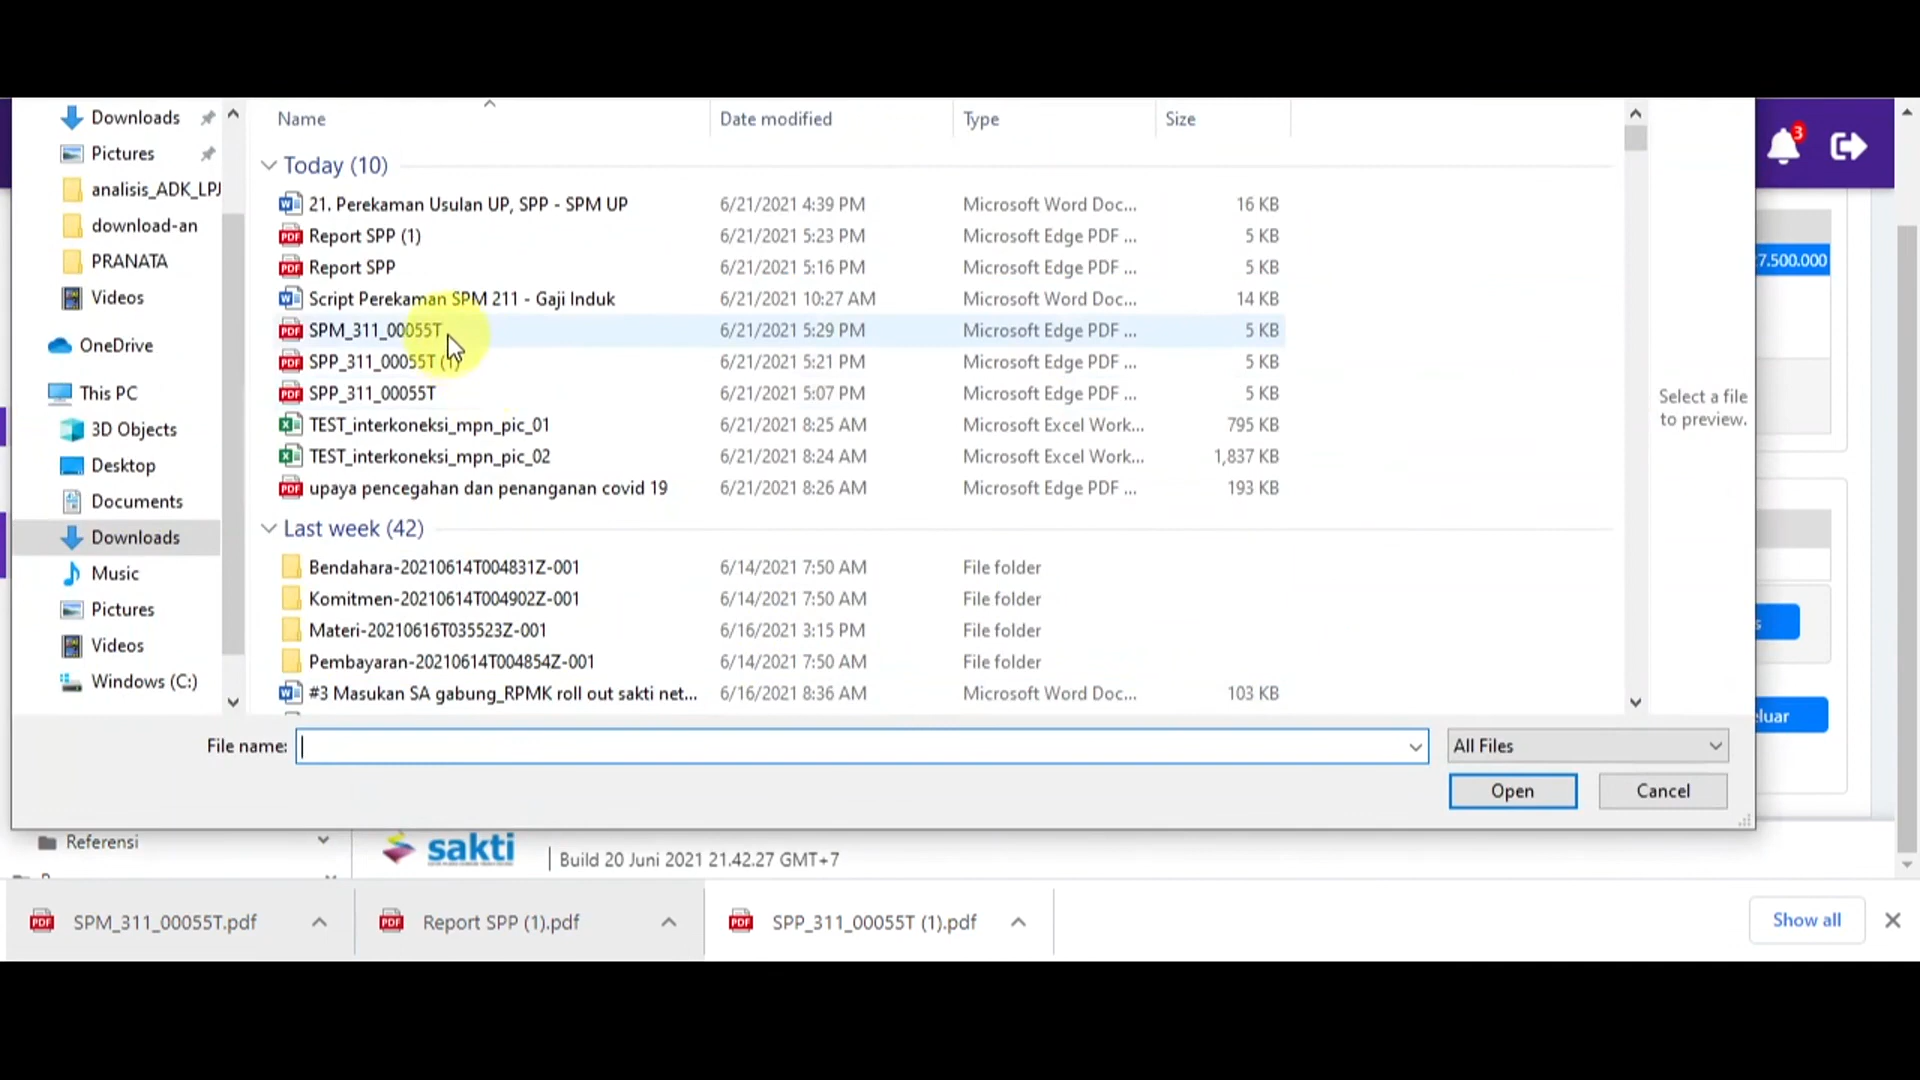 Downloads
Pictures
analisis_ADK_LPJ
download-an
PRANATA
Videos
OneDrive
This PC
3D Objects
Desktop
Documents
Downloads
Music
Pictures
Videos
Windows (C:)
Name Date modified Type Size
Today (10)
21. Perekaman Usulan UP, SPP - SPM UP 6/21/2021 4:39 PM Microsoft Word Doc... 16 KB
Report SPP (1) 6/21/2021 5:23 PM Microsoft Edge PDF ... 5 KB
Report SPP 6/21/2021 5:16 PM Microsoft Edge PDF ... 5 KB
Script Perekaman SPM 211 - Gaji Induk 6/21/2021 10:27 AM Microsoft Word Doc... 14 KB
SPM_311_00055T 6/21/2021 5:29 PM Microsoft Edge PDF ... 5 KB
SPP_311_00055T (1) 6/21/2021 5:21 PM Microsoft Edge PDF ... 5 KB
SPP_311_00055T 6/21/2021 5:07 PM Microsoft Edge PDF ... 5 KB
TEST_interkoneksi_mpn_pic_01 6/21/2021 8:25 AM Microsoft Excel Work... 795 KB
TEST_interkoneksi_mpn_pic_02 6/21/2021 8:24 AM Microsoft Excel Work... 1,837 KB
upaya pencegahan dan penanganan covid 19 6/21/2021 8:26 AM Microsoft Edge PDF ... 193 KB
Last week (42)
Bendahara-20210614T004831Z-001 6/14/2021 7:50 AM File folder
Komitmen-20210614T004902Z-001 6/14/2021 7:50 AM File folder
Materi-20210616T035523Z-001 6/16/2021 3:15 PM File folder
Pembayaran-20210614T004854Z-001 6/14/2021 7:50 AM File folder
#3 Masukan SA gabung_RPMK roll out sakti net... 6/16/2021 8:36 AM Microsoft Word Doc... 103 KB
Select a file
to preview.
3
7.500.000
s
eluar
File name: All Files
Open Cancel
Referensi
sakti
Build 20 Juni 2021 21.42.27 GMT+7
SPM_311_00055T.pdf Report SPP (1).pdf SPP_311_00055T (1).pdf Show all